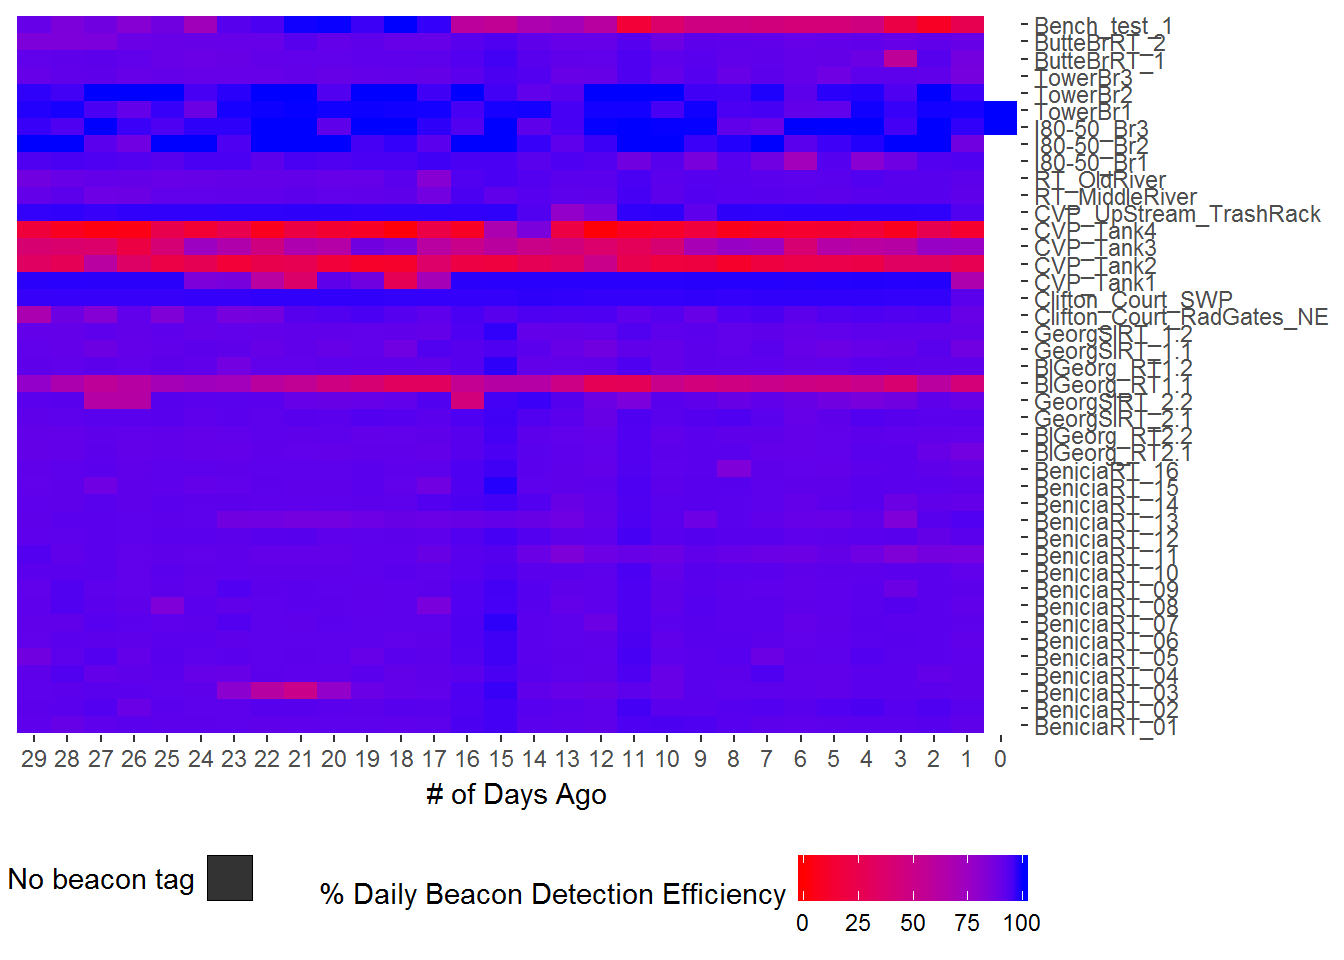 Bench_test_1
ButteBrRT_2
ButteBrRT_1
TowerBr3
TowerBr2
TowerBr1
I80-50_Br3
I80-50_Br2
I80-50_Br1
RT_OldRiver
RT_MiddleRiver
CVP_UpStream_TrashRack
CVP_Tank4
CVP_Tank3
CVP_Tank2
CVP_Tank1
Clifton_Court_SWP
Clifton_Court_RadGates_NE
GeorgSlRT_1.2
GeorgSlRT_1.1
BlGeorg_RT1.2
BlGeorg_RT1.1
GeorgSlRT_2.2
GeorgSlRT_2.1
BlGeorg_RT2.2
BlGeorg_RT2.1
BeniciaRT_16
BeniciaRT_15
BeniciaRT_14
BeniciaRT_13
BeniciaRT_12
BeniciaRT_11
BeniciaRT_10
BeniciaRT_09
BeniciaRT_08
BeniciaRT_07
BeniciaRT_06
BeniciaRT_05
BeniciaRT_04
BeniciaRT_03
BeniciaRT_02
BeniciaRT_01
29 28 27 26 25 24 23 22 21 20 19 18 17 16 15 14 13 12 11 10 9 8 7 6 5 4 3 2 1 0
# of Days Ago
No beacon tag
% Daily Beacon Detection Efficiency
0 25 50 75 100